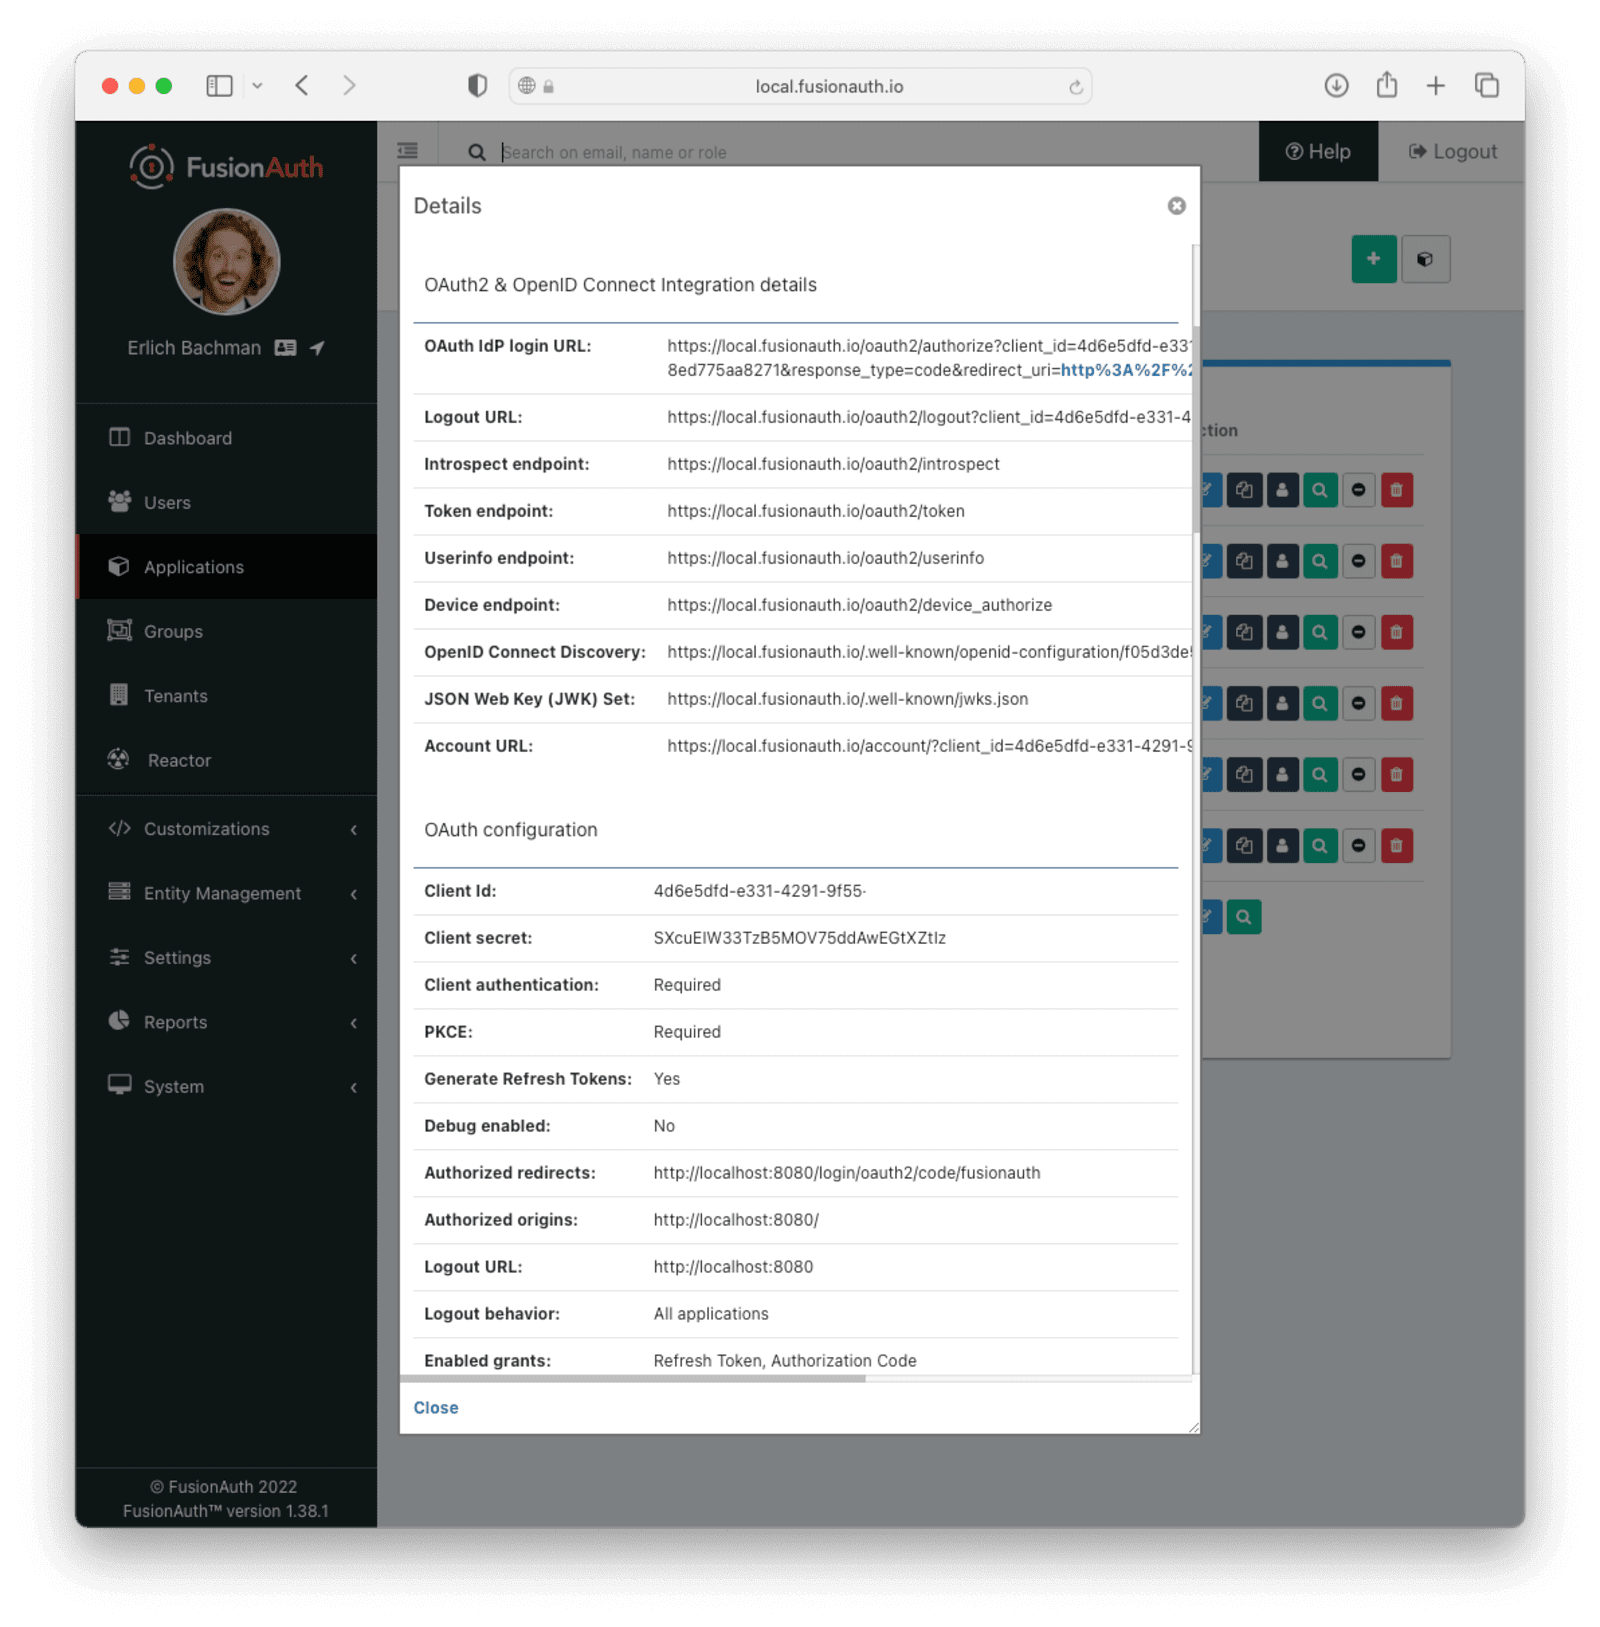 local.fusionauth.io
FusionAuth
Search on email, name or role
Help
Logout
Erlich Bachman
Dashboard
Users
Applications
Groups
Tenants
Reactor
Customizations
Entity Management
Settings
Reports
System
© FusionAuth 2022
FusionAuth™ version 1.38.1
Details
OAuth2 & OpenID Connect Integration details
OAuth IdP login URL: https://local.fusionauth.io/oauth2/authorize?client_id=4d6e5dfd-e331
8ed775aa8271&response_type=code&redirect_uri=http%3A%2F%2
Logout URL: https://local.fusionauth.io/oauth2/logout?client_id=4d6e5dfd-e331-4
Introspect endpoint: https://local.fusionauth.io/oauth2/introspect
Token endpoint: https://local.fusionauth.io/oauth2/token
Userinfo endpoint: https://local.fusionauth.io/oauth2/userinfo
Device endpoint: https://local.fusionauth.io/oauth2/device_authorize
OpenID Connect Discovery: https://local.fusionauth.io/.well-known/openid-configuration/f05d3de
JSON Web Key (JWK) Set: https://local.fusionauth.io/.well-known/jwks.json
Account URL: https://local.fusionauth.io/account/?client_id=4d6e5dfd-e331-4291-9
OAuth configuration
Client Id: 4d6e5dfd-e331-4291-9f55-
Client secret:
Client authentication: Required
PKCE: Required
Generate Refresh Tokens: Yes
Debug enabled: No
Authorized redirects: http://localhost:8080/login/oauth2/code/fusionauth
Authorized origins: http://localhost:8080/
Logout URL: http://localhost:8080
Logout behavior: All applications
Enabled grants: Refresh Token, Authorization Code
Close
ction